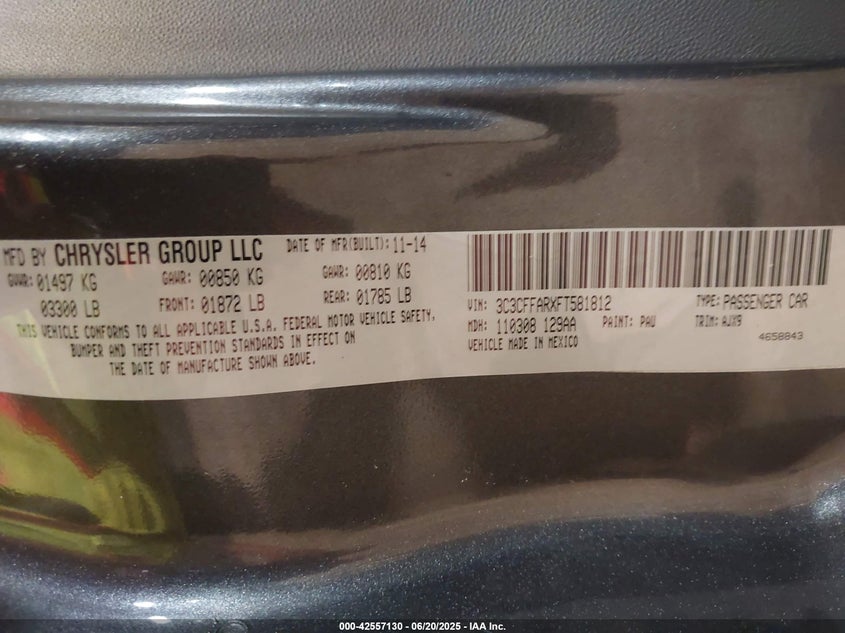 MFD BY CHRYSLER GROUP LLC DATE OF MFR(BUILT): 11-14
GVWR: 01497 KG GAWR: 00850 KG GAWR: 00810 KG
03300 LB FRONT: 01872 LB REAR: 01785 LB
THIS VEHICLE CONFORMS TO ALL APPLICABLE U.S.A. FEDERAL MOTOR VEHICLE SAFETY,
BUMPER AND THEFT PREVENTION STANDARDS IN EFFECT ON
THE DATE OF MANUFACTURE SHOWN ABOVE.
VIN: 3C3CFFARXFT581812 TYPE: PASSENGER CAR
MDH: 110308 129AA PAINT: PAU TRIM: AJX9
VEHICLE MADE IN MEXICO 4658843
000-42557130 - 06/20/2025 - IAA Inc.